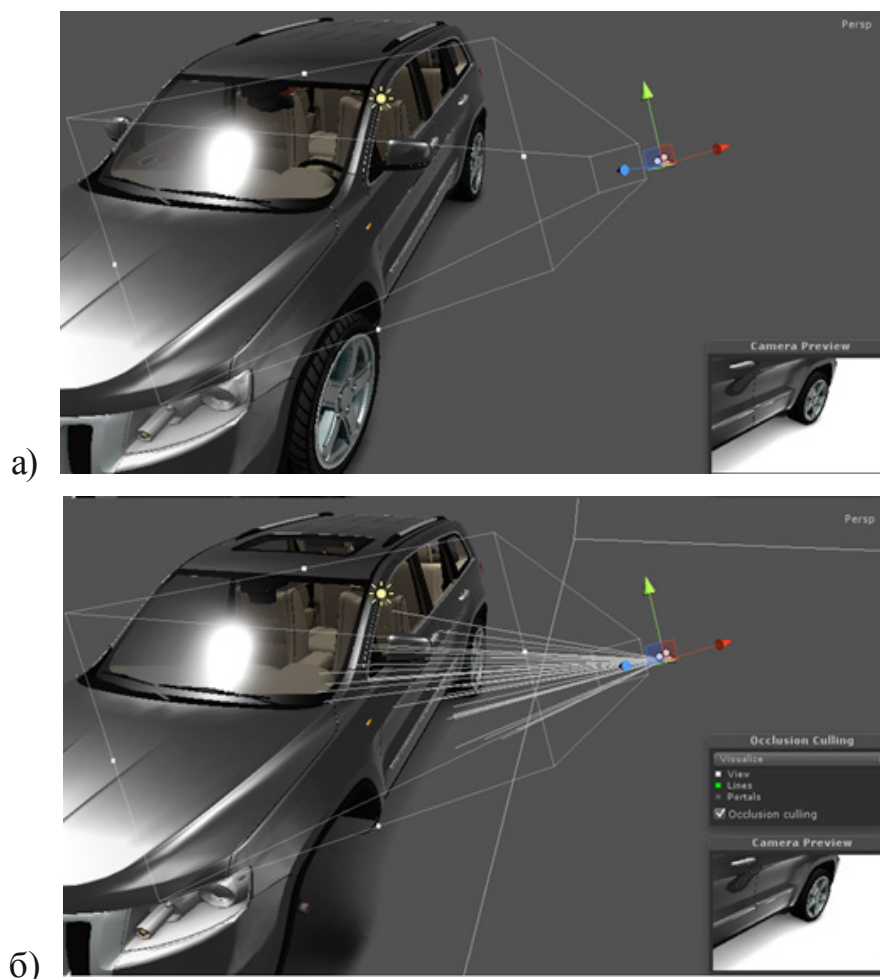 Persp
Camera Preview
а)
Persp
Occlusion Culling
Visualize
View
Lines
Portals
Occlusion culling
Camera Preview
б)